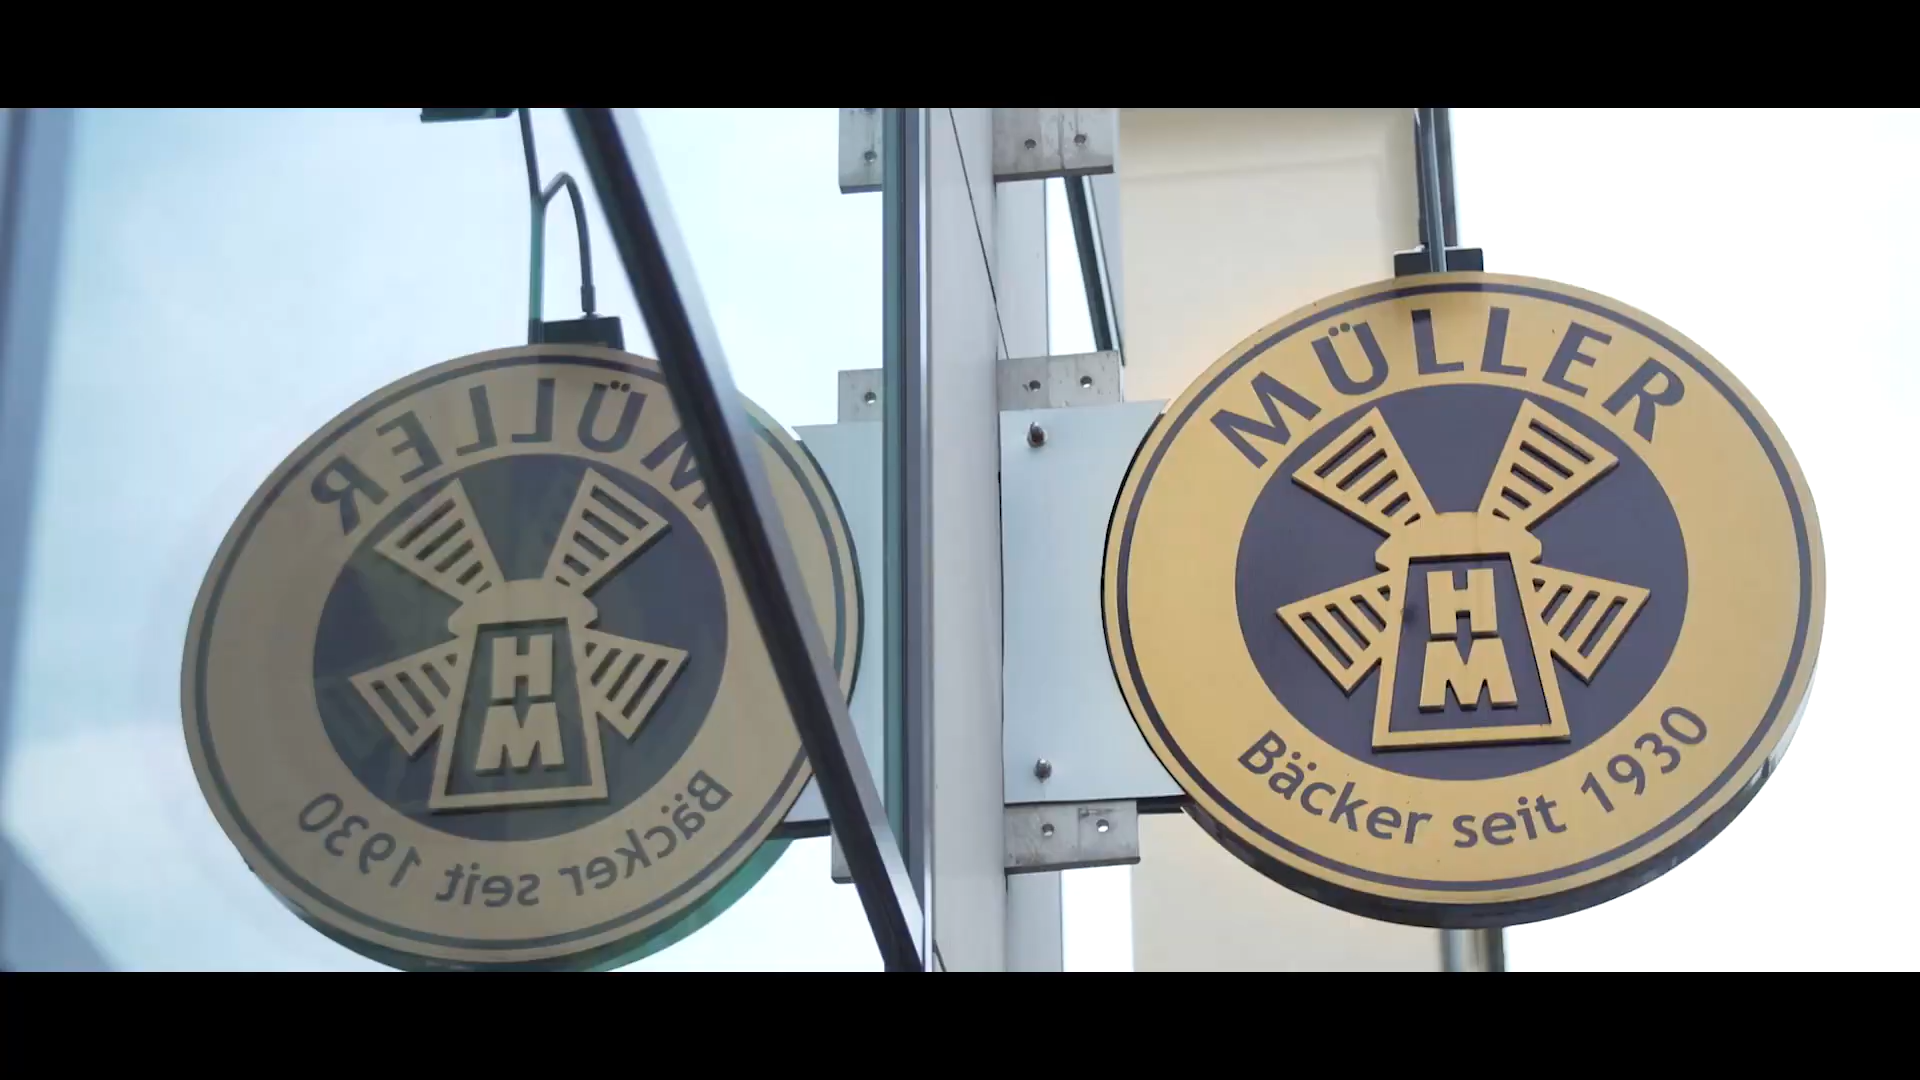 MÜLLER
H
M
Bäcker seit 1930
MÜLLER
H
M
Bäcker seit 1930